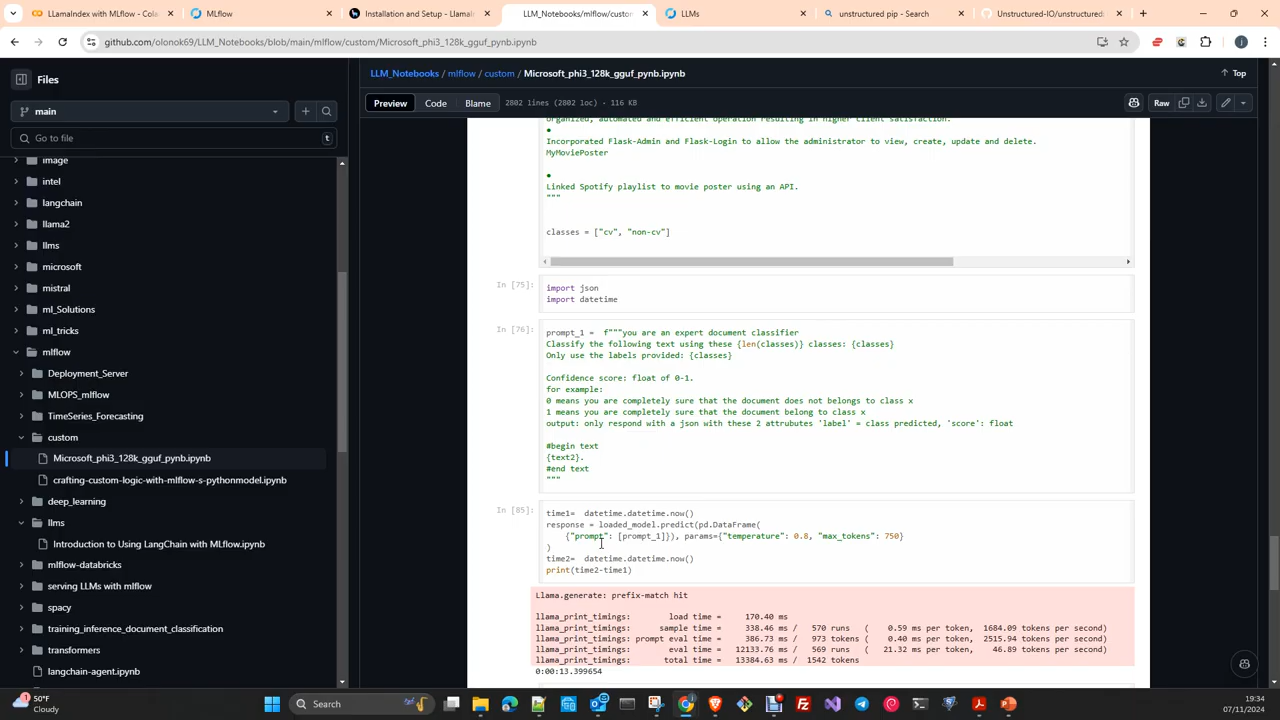 LLamaIndex with MLflow - Cola
MLflow
Installation and Setup - LlamaI
LLM_Notebooks/mlflow/custom
LLMs
unstructured pip - Search
Unstructured-IO/unstructured
github.com/olonok69/LLM_Notebooks/blob/main/mlflow/custom/Microsoft_phi3_128k_gguf_pynb.ipynb
Files
LLM_Notebooks / mlflow / custom / Microsoft_phi3_128k_gguf_pynb.ipynb
Top
main
Preview Code Blame 2802 lines (2802 loc) · 116 KB
Raw
Go to file
t
image
intel
langchain
llama2
llms
microsoft
mistral
ml_Solutions
ml_tricks
mlflow
Deployment_Server
MLOPS_mlflow
TimeSeries_Forecasting
custom
Microsoft_phi3_128k_gguf_pynb.ipynb
crafting-custom-logic-with-mlflow-s-pythonmodel.ipynb
deep_learning
llms
Introduction to Using LangChain with MLflow.ipynb
mlflow-databricks
serving LLMs with mlflow
spacy
training_inference_document_classification
transformers
langchain-agent.ipynb
organized, automated and efficient operation resulting in higher client satisfaction.
●
Incorporated Flask-Admin and Flask-Login to allow the administrator to view, create, update and delete.
MyMoviePoster
●
Linked Spotify playlist to movie poster using an API.
"""
classes = ["cv", "non-cv"]
In [75]:
import json
import datetime
In [76]:
prompt_1 = f"""you are an expert document classifier
Classify the following text using these {len(classes)} classes: {classes}
Only use the labels provided: {classes}
Confidence score: float of 0-1.
for example:
0 means you are completely sure that the document does not belongs to class x
1 means you are completely sure that the document belong to class x
output: only respond with a json with these 2 attrubutes 'label' = class predicted, 'score': float
#begin text
{text2}.
#end text
"""
In [85]:
time1= datetime.datetime.now()
response = loaded_model.predict(pd.DataFrame(
{"prompt": [prompt_1]}), params={"temperature": 0.8, "max_tokens": 750}
)
time2= datetime.datetime.now()
print(time2-time1)
Llama.generate: prefix-match hit
llama_print_timings: load time = 170.40 ms
llama_print_timings: sample time = 338.46 ms / 570 runs ( 0.59 ms per token, 1684.09 tokens per second)
llama_print_timings: prompt eval time = 386.73 ms / 973 tokens ( 0.40 ms per token, 2515.94 tokens per second)
llama_print_timings: eval time = 12133.76 ms / 569 runs ( 21.32 ms per token, 46.89 tokens per second)
llama_print_timings: total time = 13384.63 ms / 1542 tokens
0:00:13.399654
50°F
Cloudy
Search
19:34
07/11/2024